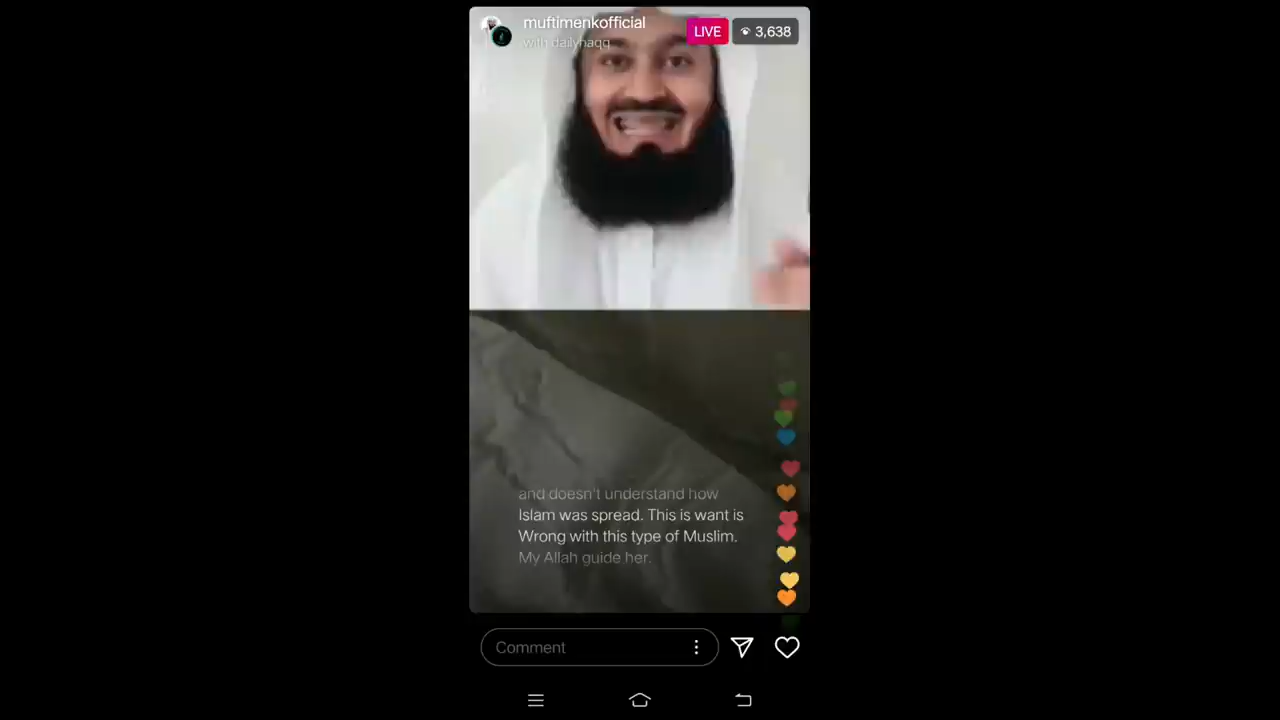 muftimenkofficial
with dailyhaqq
LIVE
3,638
and doesn't understand how
Islam was spread. This is want is
Wrong with this type of Muslim.
My Allah guide her.
Comment